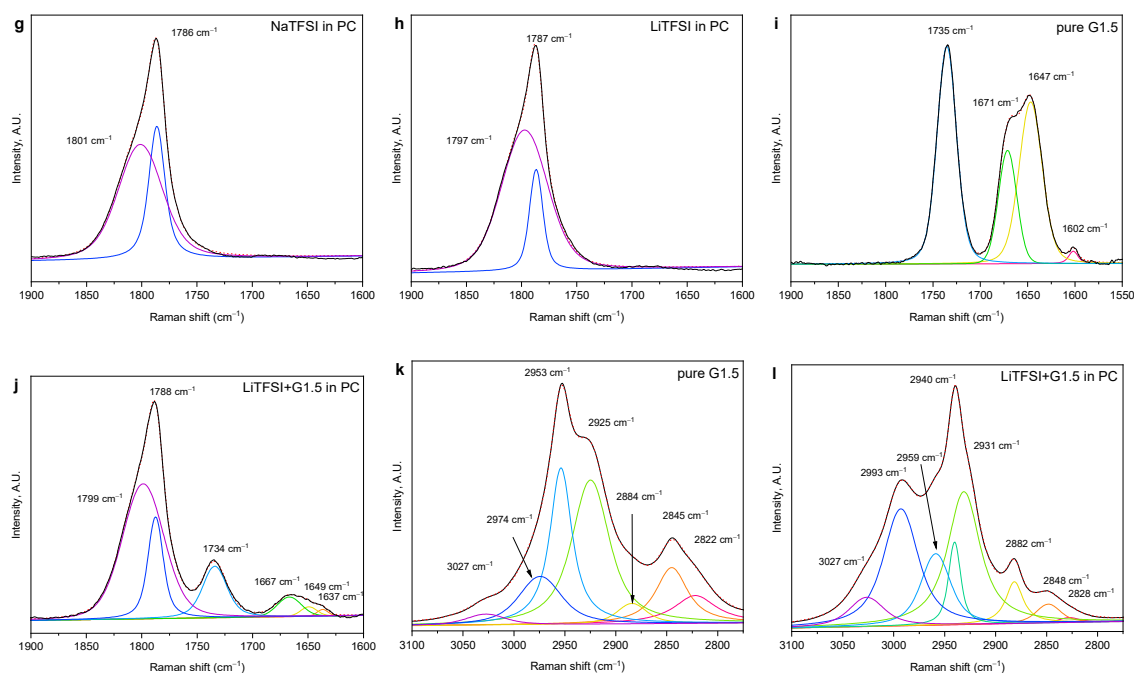 g
NaTFSI in PC
1786 cm⁻¹
1801 cm⁻¹
Intensity, A.U.
1900 1850 1800 1750 1700 1650 1600
Raman shift (cm⁻¹)
h
LiTFSI in PC
1787 cm⁻¹
1797 cm⁻¹
Intensity, A.U.
1900 1850 1800 1750 1700 1650 1600
Raman shift (cm⁻¹)
i
pure G1.5
1735 cm⁻¹
1647 cm⁻¹
1671 cm⁻¹
1602 cm⁻¹
Intensity, A.U.
1900 1850 1800 1750 1700 1650 1600 1550
Raman shift (cm⁻¹)
j
LiTFSI+G1.5 in PC
1788 cm⁻¹
1799 cm⁻¹
1734 cm⁻¹
1667 cm⁻¹
1649 cm⁻¹
1637 cm⁻¹
Intensity, A.U.
1900 1850 1800 1750 1700 1650 1600
Raman shift (cm⁻¹)
k
pure G1.5
2953 cm⁻¹
2925 cm⁻¹
2884 cm⁻¹
2974 cm⁻¹
2845 cm⁻¹
2822 cm⁻¹
3027 cm⁻¹
Intensity, A.U.
3100 3050 3000 2950 2900 2850 2800
Raman shift (cm⁻¹)
l
LiTFSI+G1.5 in PC
2940 cm⁻¹
2931 cm⁻¹
2959 cm⁻¹
2993 cm⁻¹
2882 cm⁻¹
3027 cm⁻¹
2848 cm⁻¹
2828 cm⁻¹
Intensity, A.U.
3100 3050 3000 2950 2900 2850 2800
Raman shift (cm⁻¹)